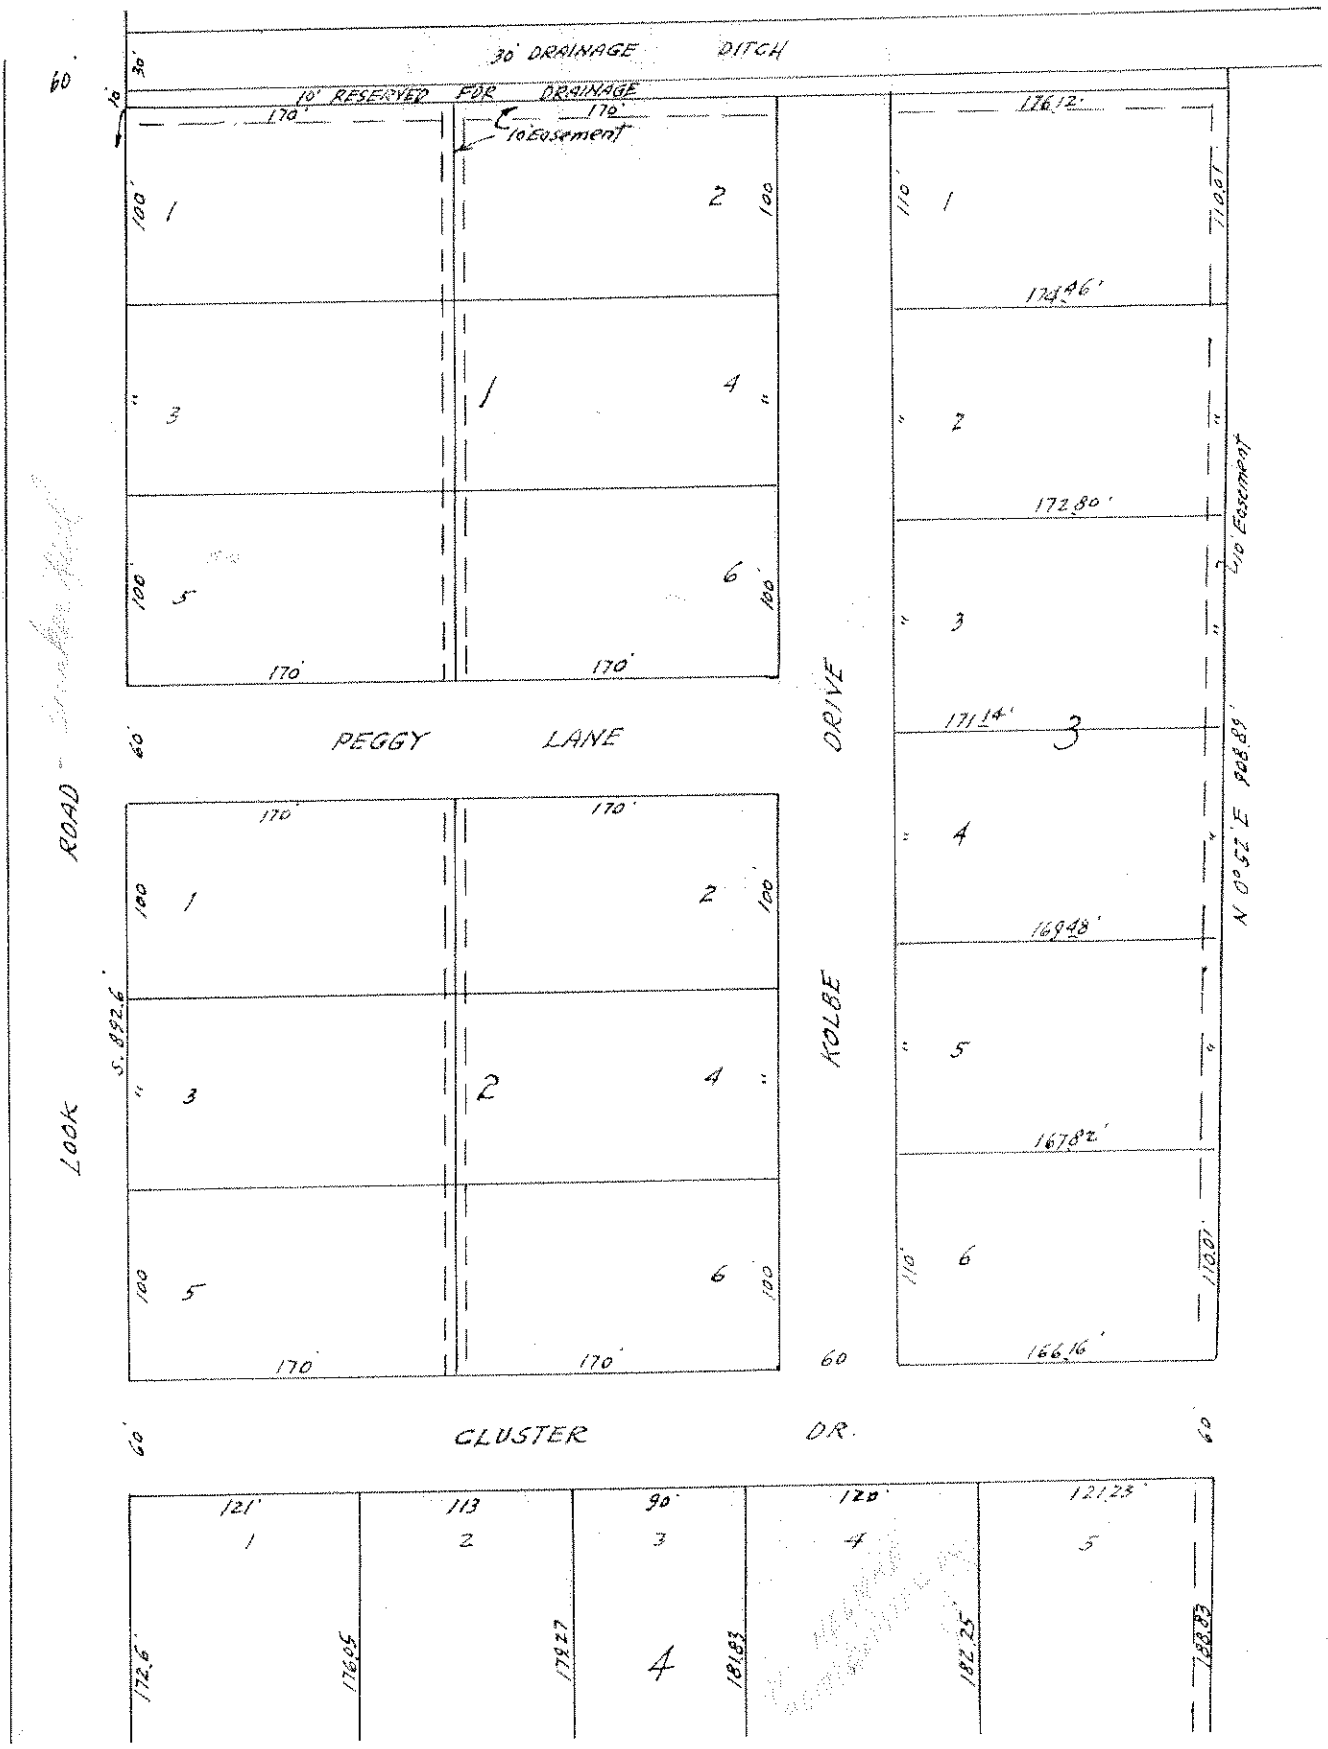 30' DRAINAGE DITCH
60'
30'
10'
10' RESERVED FOR DRAINAGE
170' 170' 176.12'
10' Easement
100' 1 2 100 110' 1 110.01'
174.46'
" 3 1 4 " " 2 "
172.80'
10' Easement
100' 5 6 100' " 3 "
170' 170'
171.14' 3
60' PEGGY LANE
DRIVE
KOLBE
LOOK ROAD -
S. 892.6'
N 0° 52' E 908.89'
170' 170'
100 1 2 100' " 4 "
169.48'
" 3 2 4 " " 5 "
167.82'
100 5 6 100 110' 6 110.01'
170' 170' 60 166.16'
60' CLUSTER DR. 60
121' 113 90' 120' 121.23'
1 2 3 4 5
172.6' 176.05 179.27 4 181.83 182.25' 188.83